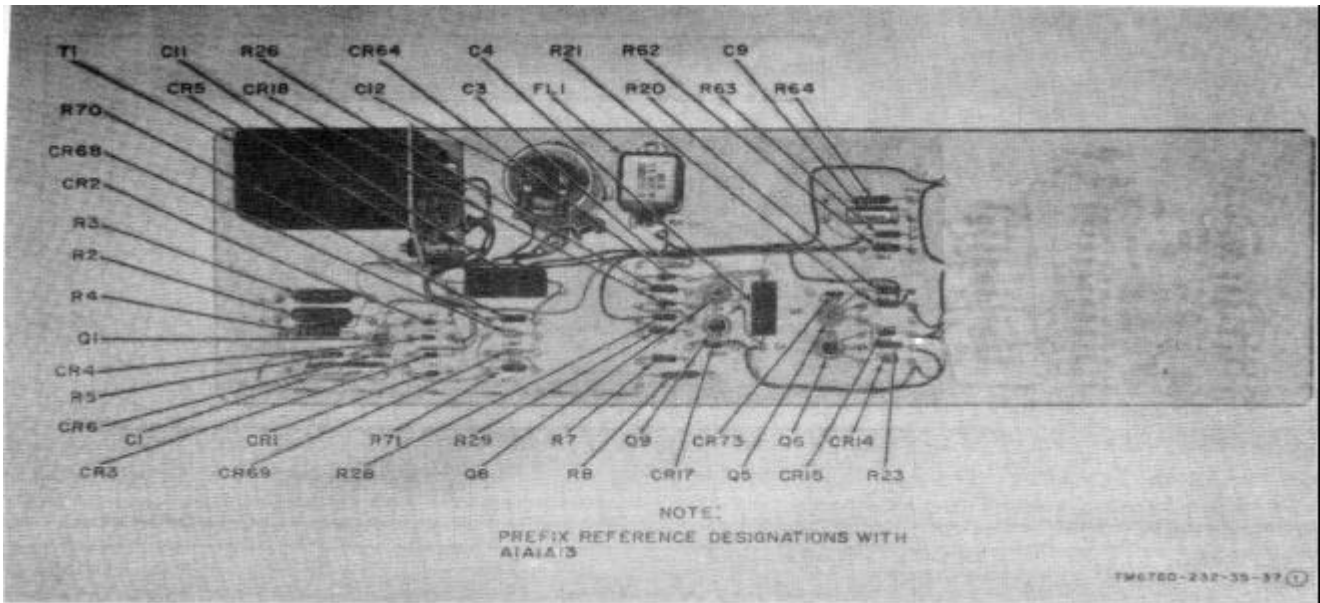 T1 C11 R26 CR64 C4 R21 R62 C9
CR5 CR18 C12 C3 FL1 R20 R63 R64
R70
CR68
CR2
R3
R2
R4
Q1
CR4
R5
CR6
C1 CR1 R71 R29 R7 Q9 CR73 Q6 CR14
CR3 CR69 R28 Q8 R8 CR17 Q5 CR15 R23
NOTE:
PREFIX REFERENCE DESIGNATIONS WITH
A1A1A13
TM6780-232-35-37 1